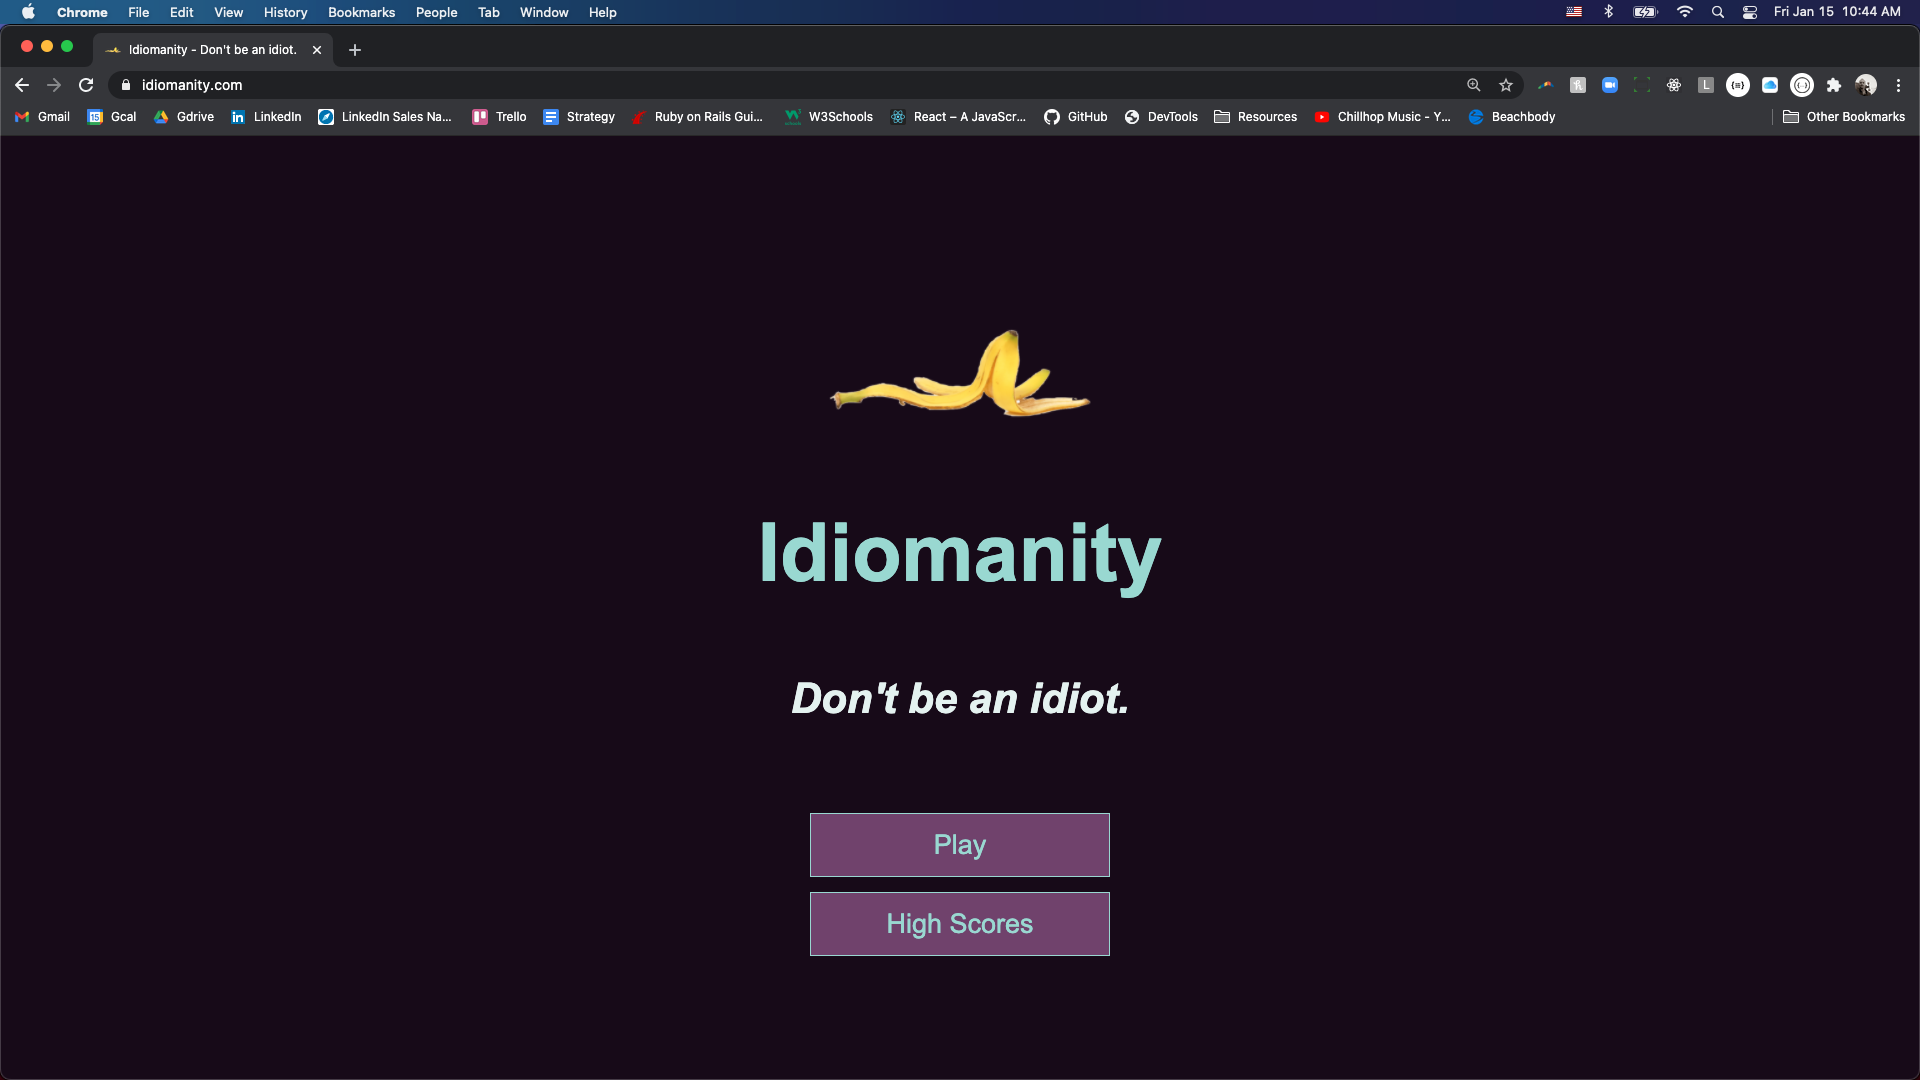 Chrome File Edit View History Bookmarks People Tab Window Help Fri Jan 15 10:44 AM
Idiomanity - Don't be an idiot.
idiomanity.com
L
Gmail 15 Gcal Gdrive in LinkedIn LinkedIn Sales Na... Trello Strategy Ruby on Rails Gui... W3Schools React – A JavaScr... GitHub DevTools Resources Chillhop Music - Y... Beachbody Other Bookmarks
Idiomanity
Don't be an idiot.
Play
High Scores